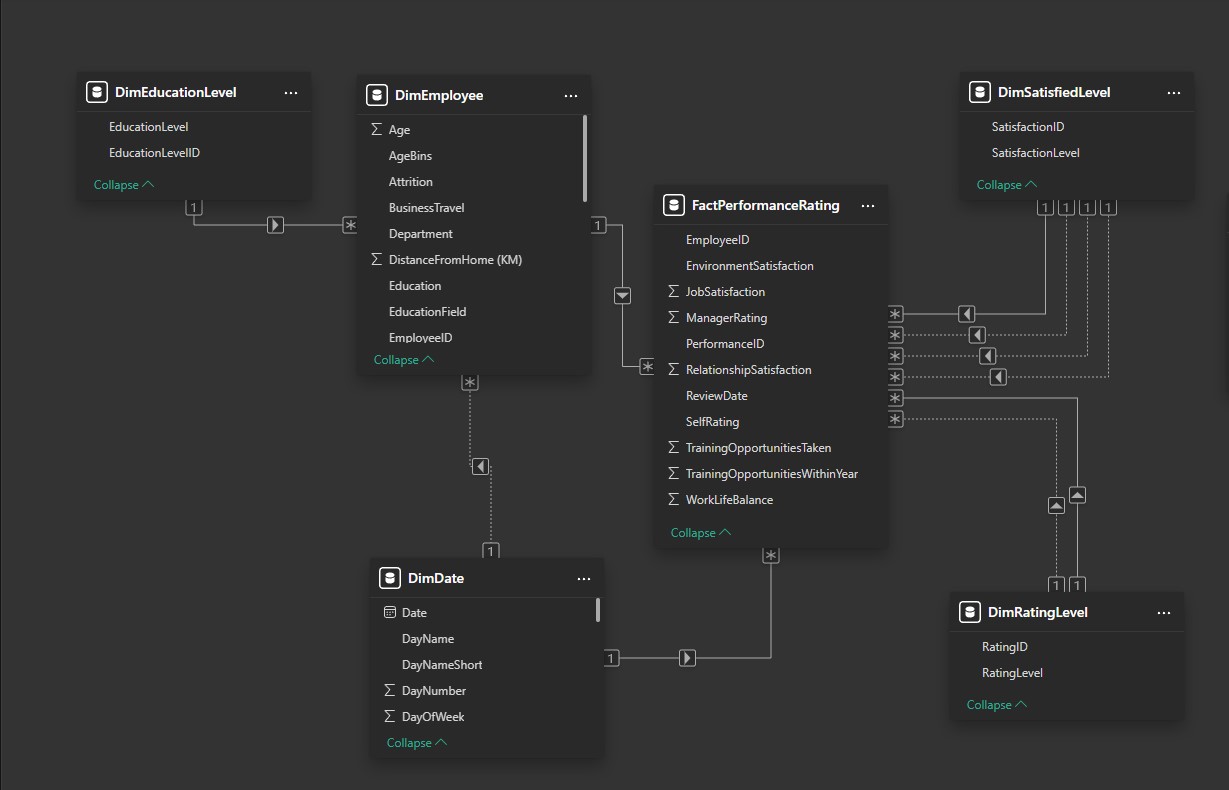 DimEducationLevel
EducationLevel
EducationLevelID
Collapse
1
*
DimEmployee
Σ Age
AgeBins
Attrition
BusinessTravel
Department
Σ DistanceFromHome (KM)
Education
EducationField
EmployeeID
Collapse
1
*
*
1
FactPerformanceRating
EmployeeID
EnvironmentSatisfaction
Σ JobSatisfaction
Σ ManagerRating
PerformanceID
Σ RelationshipSatisfaction
ReviewDate
SelfRating
Σ TrainingOpportunitiesTaken
Σ TrainingOpportunitiesWithinYear
Σ WorkLifeBalance
Collapse
*
DimSatisfiedLevel
SatisfactionID
SatisfactionLevel
Collapse
1 1 1 1
*
*
*
*
*
*
DimDate
Date
DayName
DayNameShort
Σ DayNumber
Σ DayOfWeek
Collapse
1
1 1
DimRatingLevel
RatingID
RatingLevel
Collapse